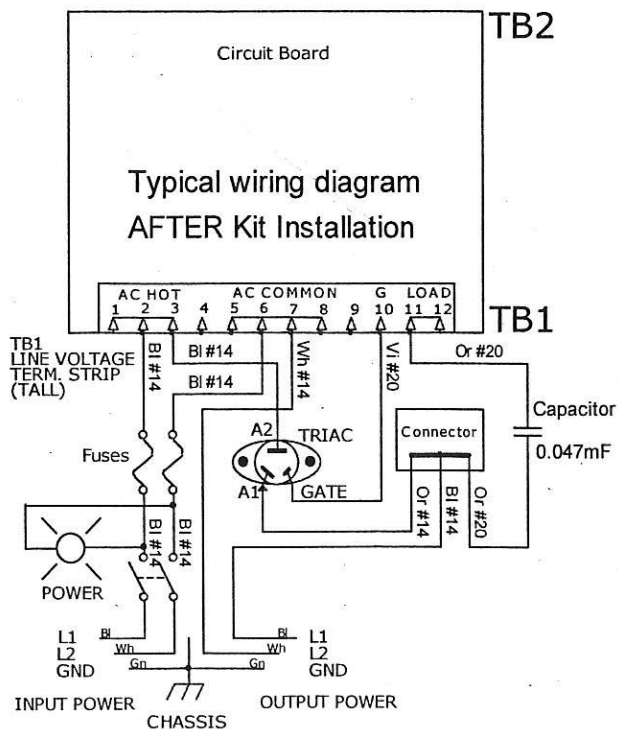 TB2
Circuit Board
Typical wiring diagram
AFTER Kit Installation
AC HOT AC COMMON G LOAD
1 2 3 4 5 6 7 8 9 10 11 12
TB1
TB1
LINE VOLTAGE
TERM. STRIP
(TALL)
Bl #14
Bl #14
Bl #14
Wh #14
Vi #20
Or #20
Capacitor
0.047mF
A2
TRIAC
Connector
Fuses
A1
GATE
Or #14
Bl #14
Or #20
Bl #14
Bl #14
POWER
L1 Bl
L2 Wh
GND Gn
Bl L1
Wh L2
Gn GND
INPUT POWER
OUTPUT POWER
CHASSIS